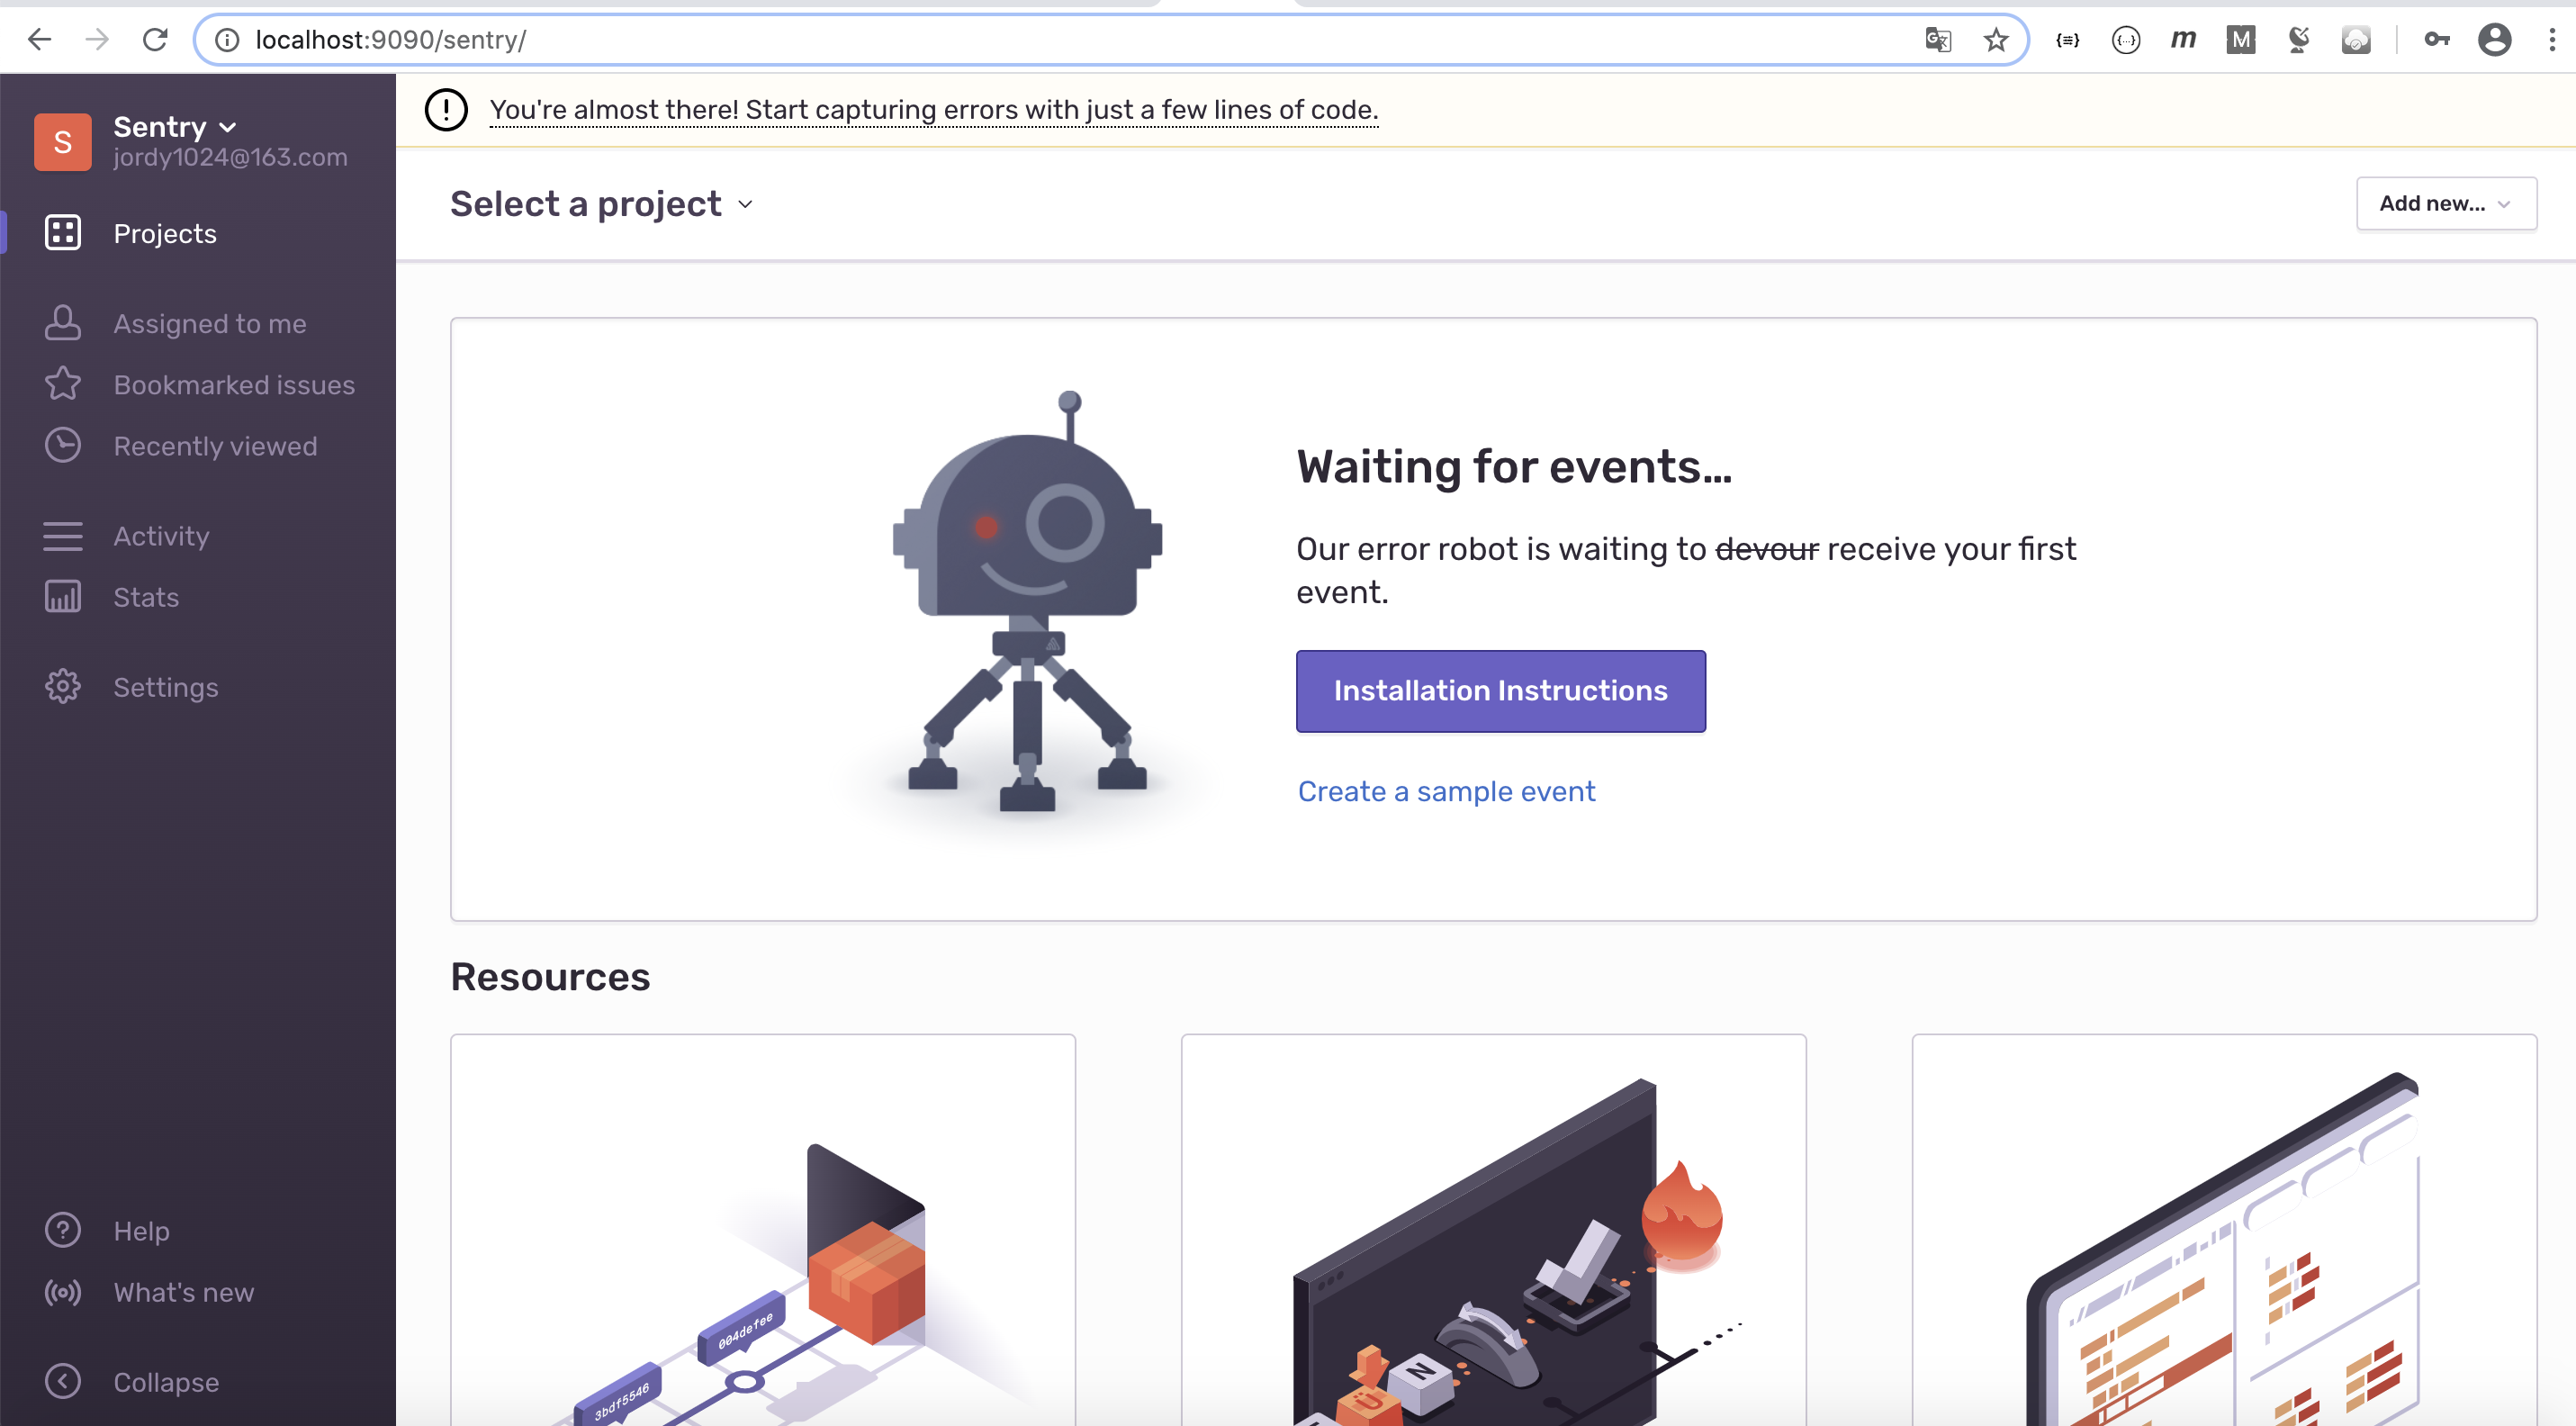 localhost:9090/sentry/
You're almost there! Start capturing errors with just a few lines of code.
S
Sentry
jordy1024@163.com
Select a project
Add new...
Projects
Assigned to me
Bookmarked issues
Recently viewed
Activity
Stats
Settings
Waiting for events...
Our error robot is waiting to devour receive your first
event.
Installation Instructions
Create a sample event
Resources
004defee
3bdf5546
N
U
Help
What's new
Collapse
m
M